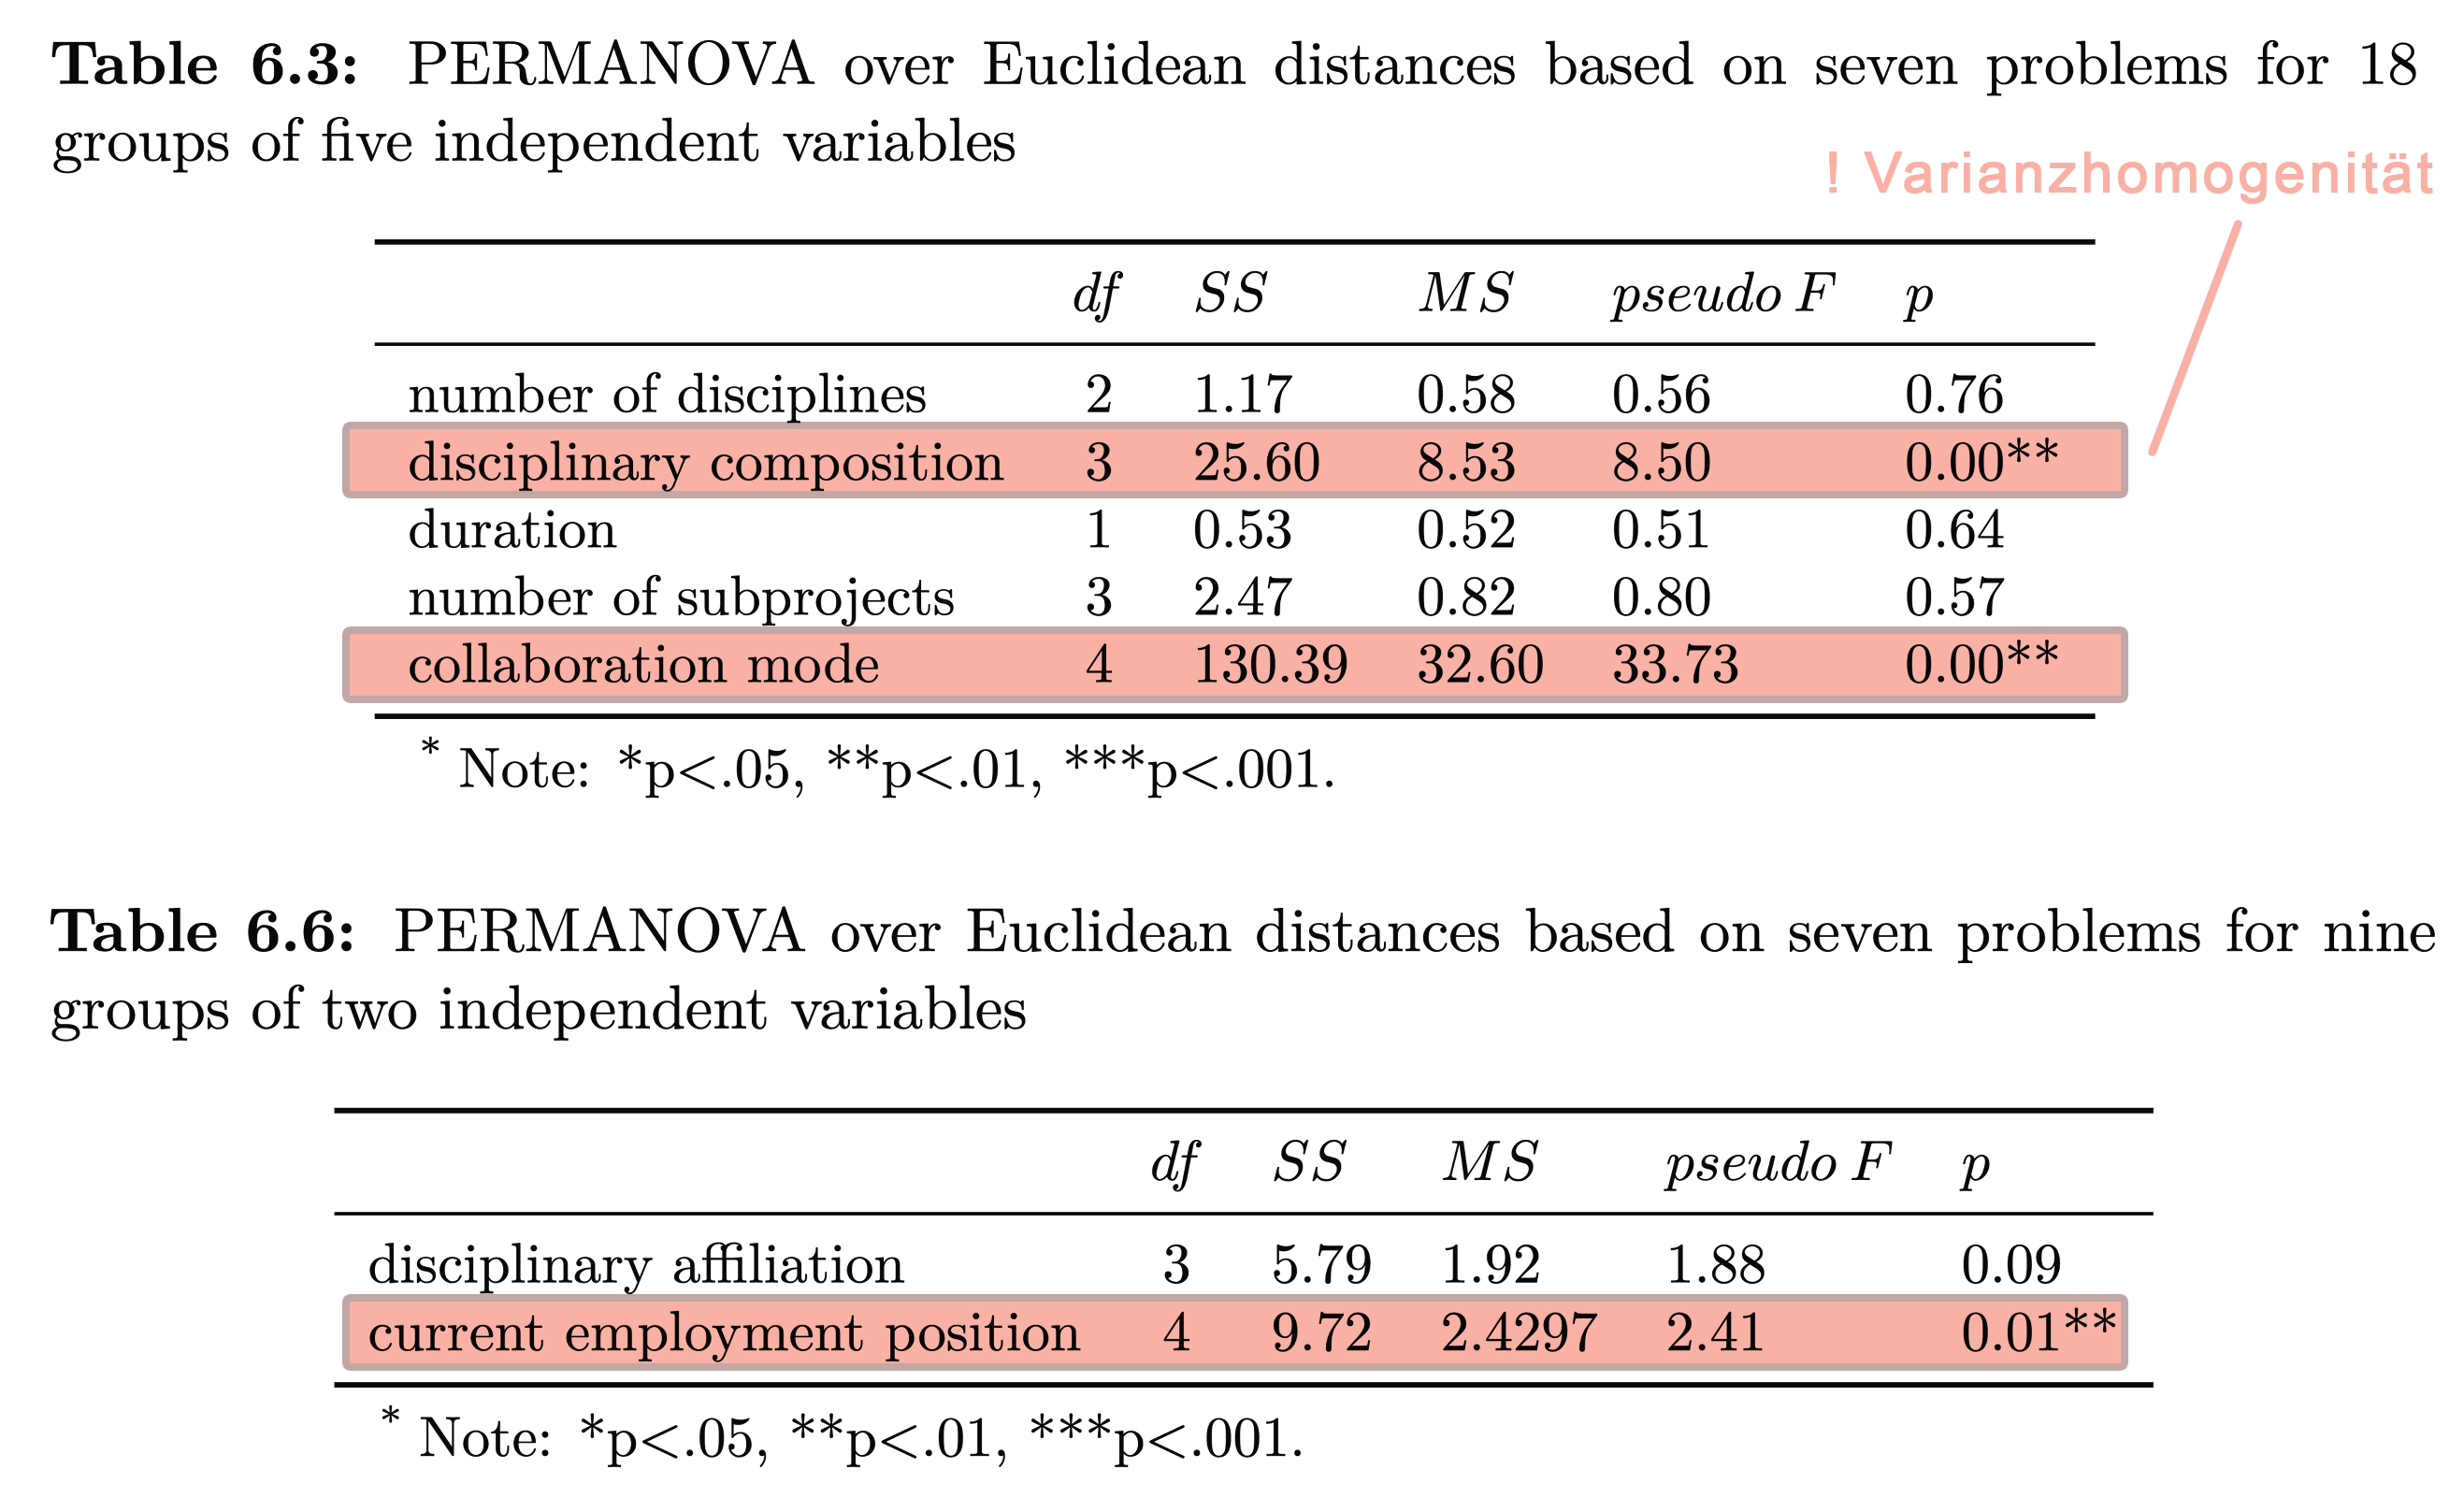 Table 6.3: PERMANOVA over Euclidean distances based on seven problems for 18
groups of five independent variables
! Varianzhomogenität
df SS MS pseudo F p
number of disciplines 2 1.17 0.58 0.56 0.76
disciplinary composition 3 25.60 8.53 8.50 0.00**
duration 1 0.53 0.52 0.51 0.64
number of subprojects 3 2.47 0.82 0.80 0.57
collaboration mode 4 130.39 32.60 33.73 0.00**
* Note: *p<.05, **p<.01, ***p<.001.
Table 6.6: PERMANOVA over Euclidean distances based on seven problems for nine
groups of two independent variables
df SS MS pseudo F p
disciplinary affiliation 3 5.79 1.92 1.88 0.09
current employment position 4 9.72 2.4297 2.41 0.01**
* Note: *p<.05, **p<.01, ***p<.001.